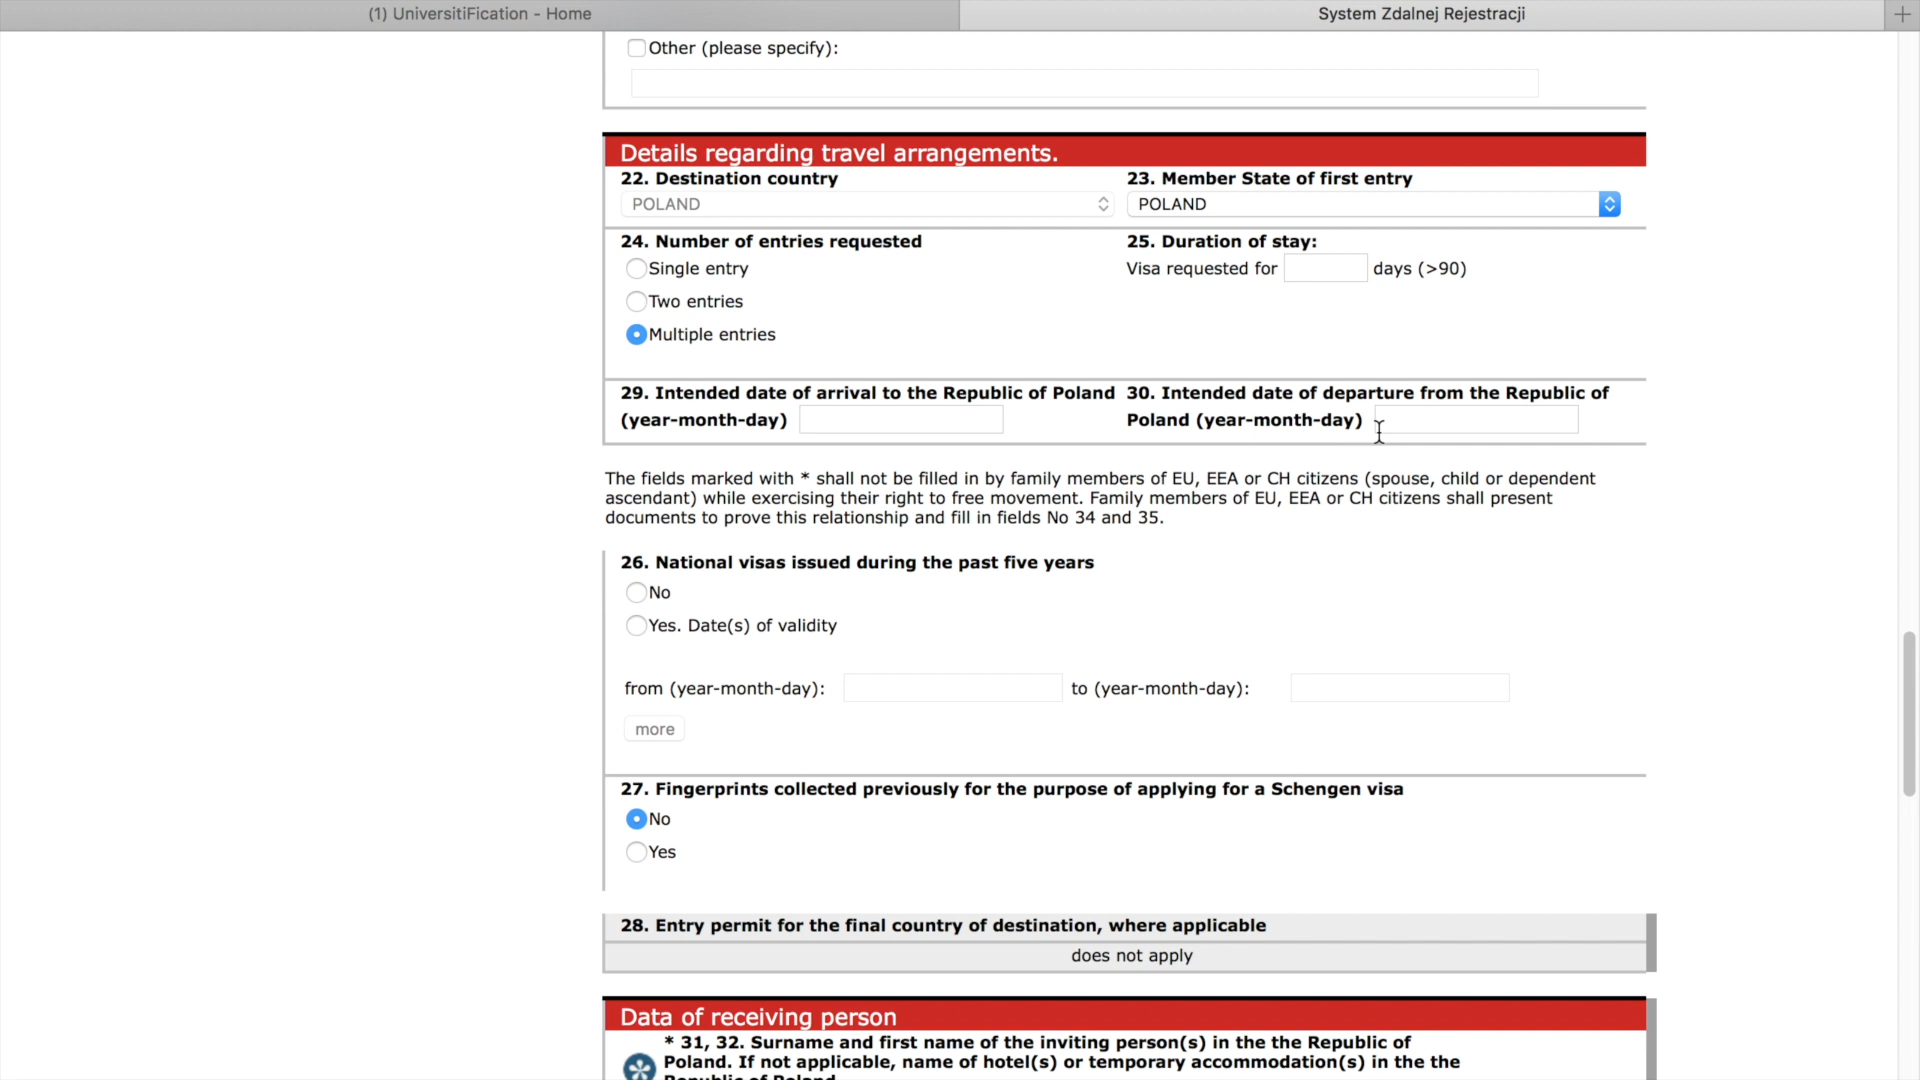 (1) UniversitiFication - Home
System Zdalnej Rejestracji
Other (please specify):
Details regarding travel arrangements.
22. Destination country
POLAND
23. Member State of first entry
POLAND
24. Number of entries requested
Single entry
Two entries
Multiple entries
25. Duration of stay:
Visa requested for days (>90)
29. Intended date of arrival to the Republic of Poland
(year-month-day)
30. Intended date of departure from the Republic of
Poland (year-month-day)
The fields marked with * shall not be filled in by family members of EU, EEA or CH citizens (spouse, child or dependent
ascendant) while exercising their right to free movement. Family members of EU, EEA or CH citizens shall present
documents to prove this relationship and fill in fields No 34 and 35.
26. National visas issued during the past five years
No
Yes. Date(s) of validity
from (year-month-day): to (year-month-day):
more
27. Fingerprints collected previously for the purpose of applying for a Schengen visa
No
Yes
28. Entry permit for the final country of destination, where applicable
does not apply
Data of receiving person
* 31, 32. Surname and first name of the inviting person(s) in the the Republic of
Poland. If not applicable, name of hotel(s) or temporary accommodation(s) in the the
Republic of Poland